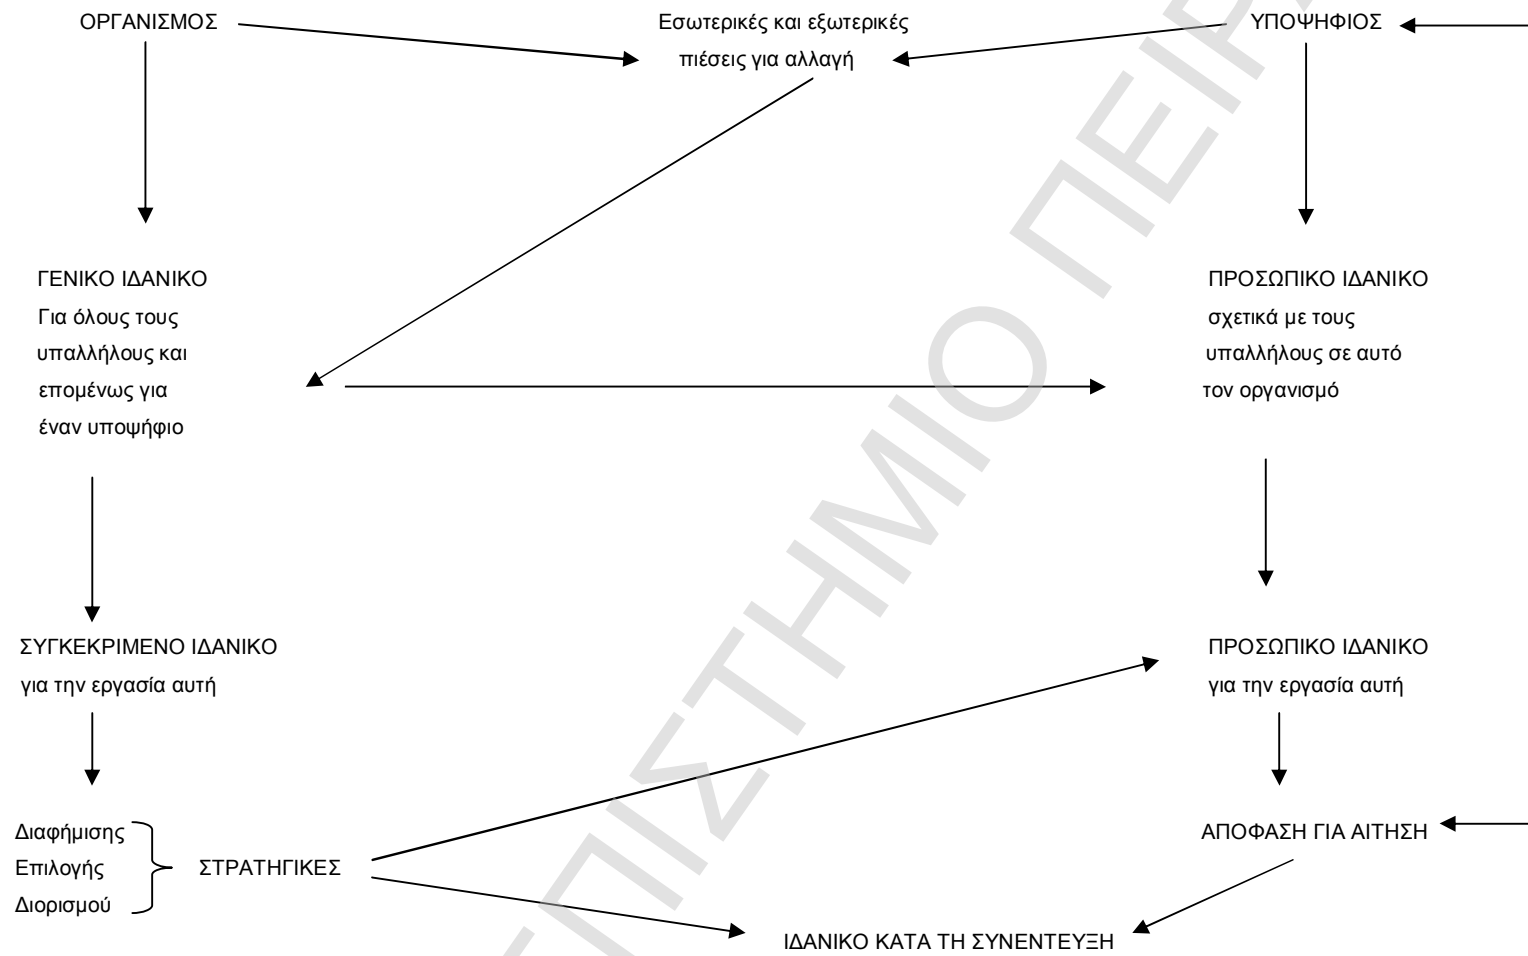 ΟΡΓΑΝΙΣΜΟΣ
Εσωτερικές και εξωτερικές
πιέσεις για αλλαγή
ΥΠΟΨΗΦΙΟΣ
ΓΕΝΙΚΟ ΙΔΑΝΙΚΟ
Για όλους τους
υπαλλήλους και
επομένως για
έναν υποψήφιο
ΠΡΟΣΩΠΙΚΟ ΙΔΑΝΙΚΟ
σχετικά με τους
υπαλλήλους σε αυτό
τον οργανισμό
ΣΥΓΚΕΚΡΙΜΕΝΟ ΙΔΑΝΙΚΟ
για την εργασία αυτή
ΠΡΟΣΩΠΙΚΟ ΙΔΑΝΙΚΟ
για την εργασία αυτή
Διαφήμισης
Επιλογής
Διορισμού
ΣΤΡΑΤΗΓΙΚΕΣ
ΑΠΟΦΑΣΗ ΓΙΑ ΑΙΤΗΣΗ
ΙΔΑΝΙΚΟ ΚΑΤΑ ΤΗ ΣΥΝΕΝΤΕΥΞΗ